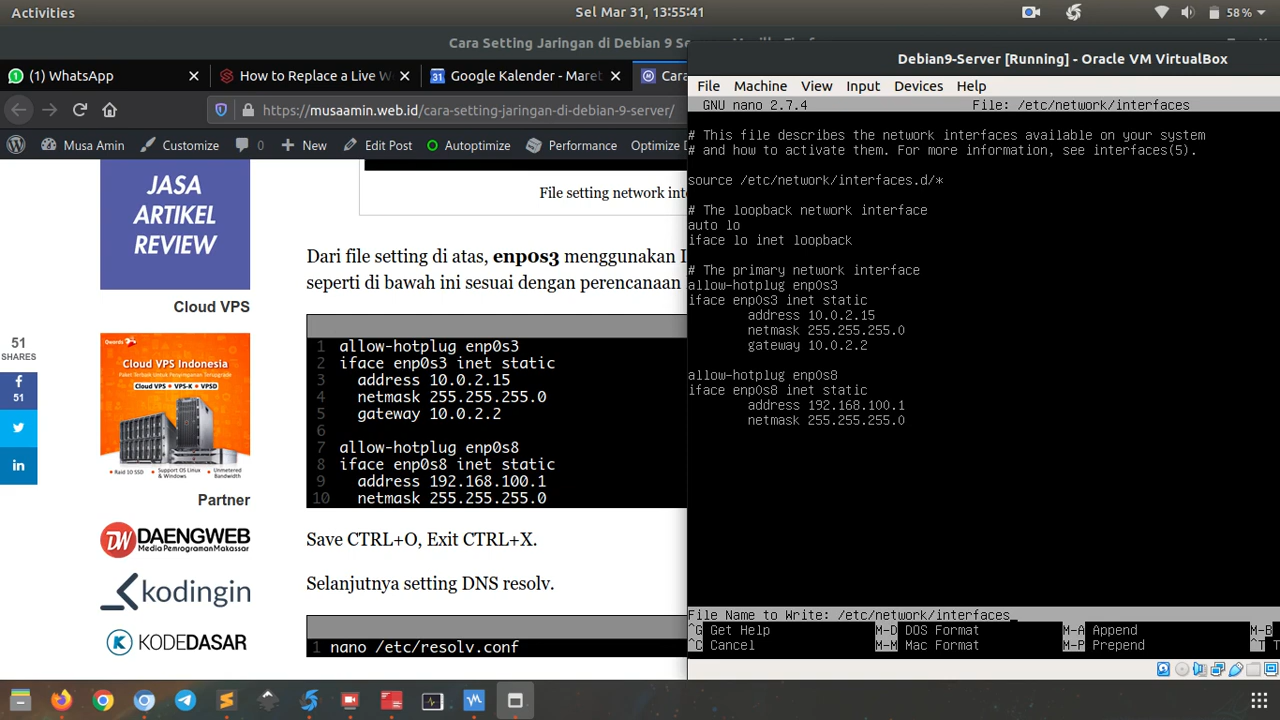 Activities
Sel Mar 31, 13:55:41
58 %
Cara Setting Jaringan di Debian 9 Se
Debian9-Server [Running] - Oracle VM VirtualBox
(1) WhatsApp
How to Replace a Live W
Google Kalender - Maret
Cara
https://musaamin.web.id/cara-setting-jaringan-di-debian-9-server/
Musa Amin
Customize
0
New
Edit Post
Autoptimize
Performance
Optimize D
JASA
ARTIKEL
REVIEW
Cloud VPS
Cloud VPS Indonesia
Partner
DAENGWEB
Media Pemrograman Makassar
kodingin
KODEDASAR
51
SHARES
51
File setting network inte
Dari file setting di atas, enp0s3 menggunakan I
seperti di bawah ini sesuai dengan perencanaan
1 allow-hotplug enp0s3
2 iface enp0s3 inet static
3 address 10.0.2.15
4 netmask 255.255.255.0
5 gateway 10.0.2.2
6
7 allow-hotplug enp0s8
8 iface enp0s8 inet static
9 address 192.168.100.1
10 netmask 255.255.255.0
Save CTRL+O, Exit CTRL+X.
Selanjutnya setting DNS resolv.
1 nano /etc/resolv.conf
File Machine View Input Devices Help
GNU nano 2.7.4 File: /etc/network/interfaces
# This file describes the network interfaces available on your system
# and how to activate them. For more information, see interfaces(5).
source /etc/network/interfaces.d/*
# The loopback network interface
auto lo
iface lo inet loopback
# The primary network interface
allow-hotplug enp0s3
iface enp0s3 inet static
address 10.0.2.15
netmask 255.255.255.0
gateway 10.0.2.2
allow-hotplug enp0s8
iface enp0s8 inet static
address 192.168.100.1
netmask 255.255.255.0
File Name to Write: /etc/network/interfaces
^G Get Help M-D DOS Format M-A Append M-B
^C Cancel M-M Mac Format M-P Prepend ^T T